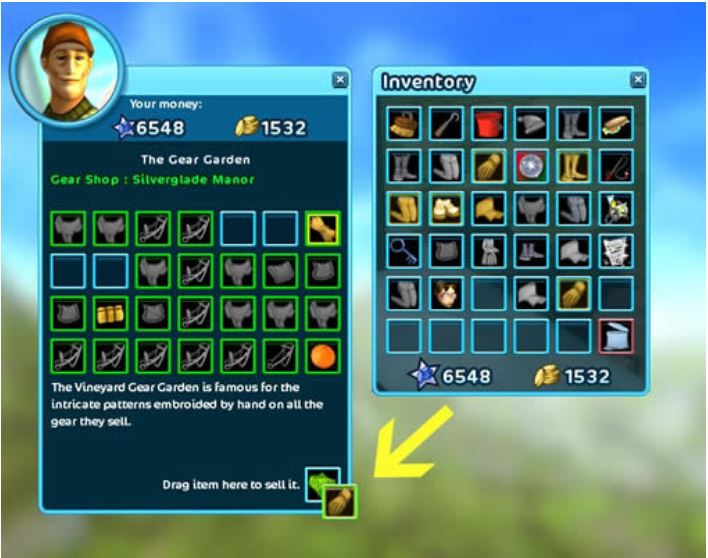 Your money:
6548 1532
The Gear Garden
Gear Shop : Silverglade Manor
The Vineyard Gear Garden is famous for the
intricate patterns embroided by hand on all the
gear they sell.
Drag item here to sell it.
Inventory
6548 1532